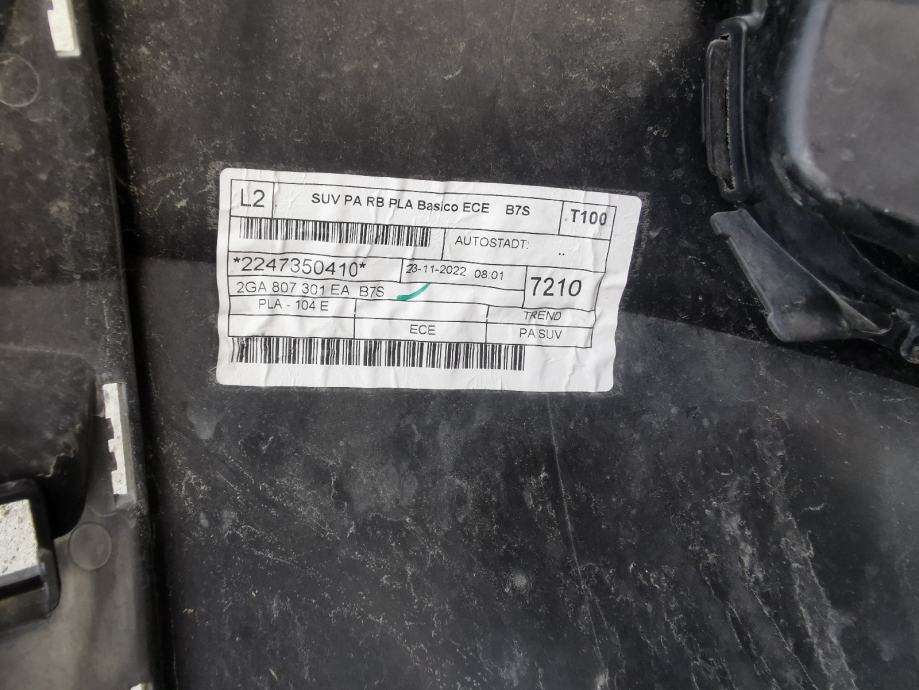 L2 SUV PA RB PLA Basico ECE B7S .T100
AUTOSTADT: ..
*2247350410* 23-11-2022 08:01
2GA 807 301 EA B7S 7210
PLA - 104 E TREND
ECE PA SUV